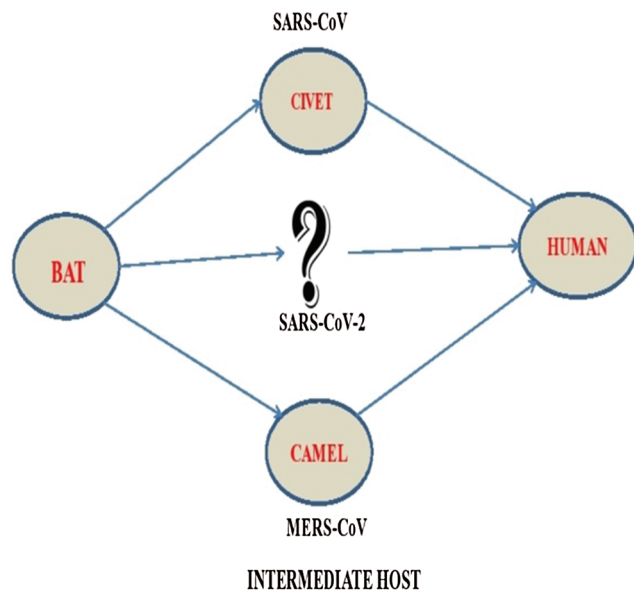 SARS-CoV
CIVET
BAT
?
HUMAN
SARS-CoV-2
CAMEL
MERS-CoV
INTERMEDIATE HOST